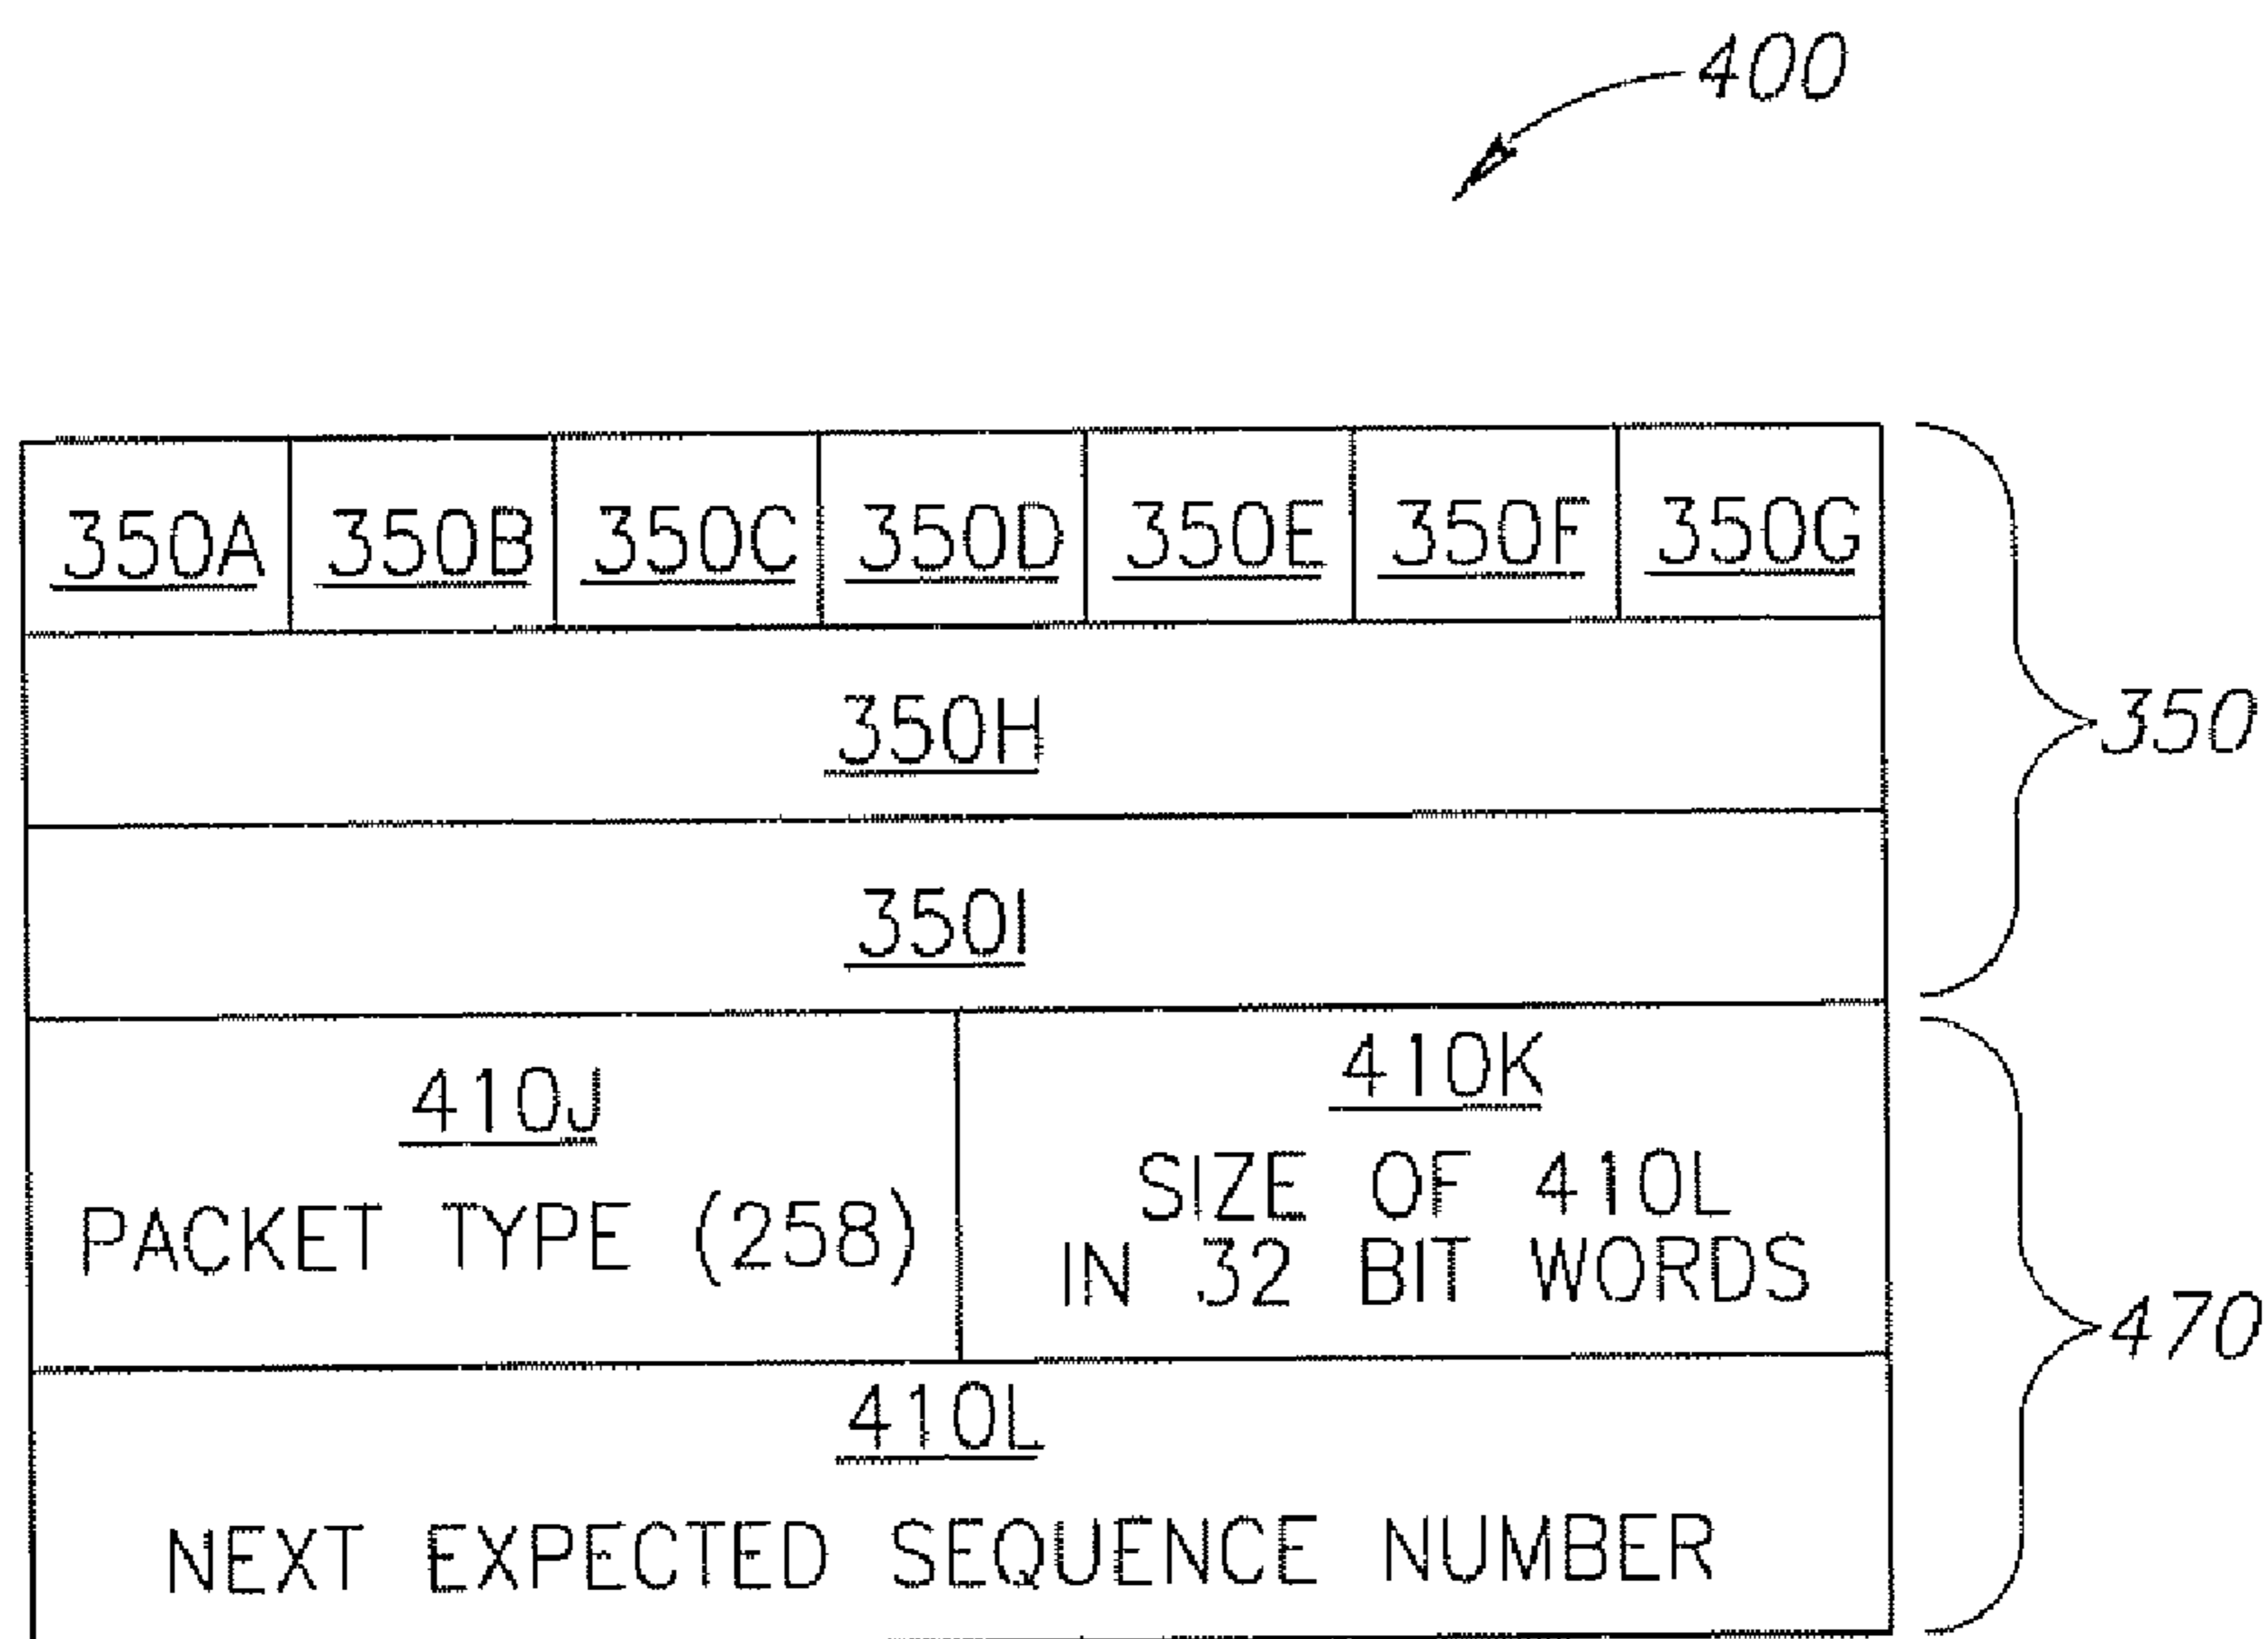 400
350A 350B 350C 350D 350E 350F 350G
350H
350
350I
410J
PACKET TYPE (258)
410K
SIZE OF 410L
IN 32 BIT WORDS
470
410L
NEXT EXPECTED SEQUENCE NUMBER